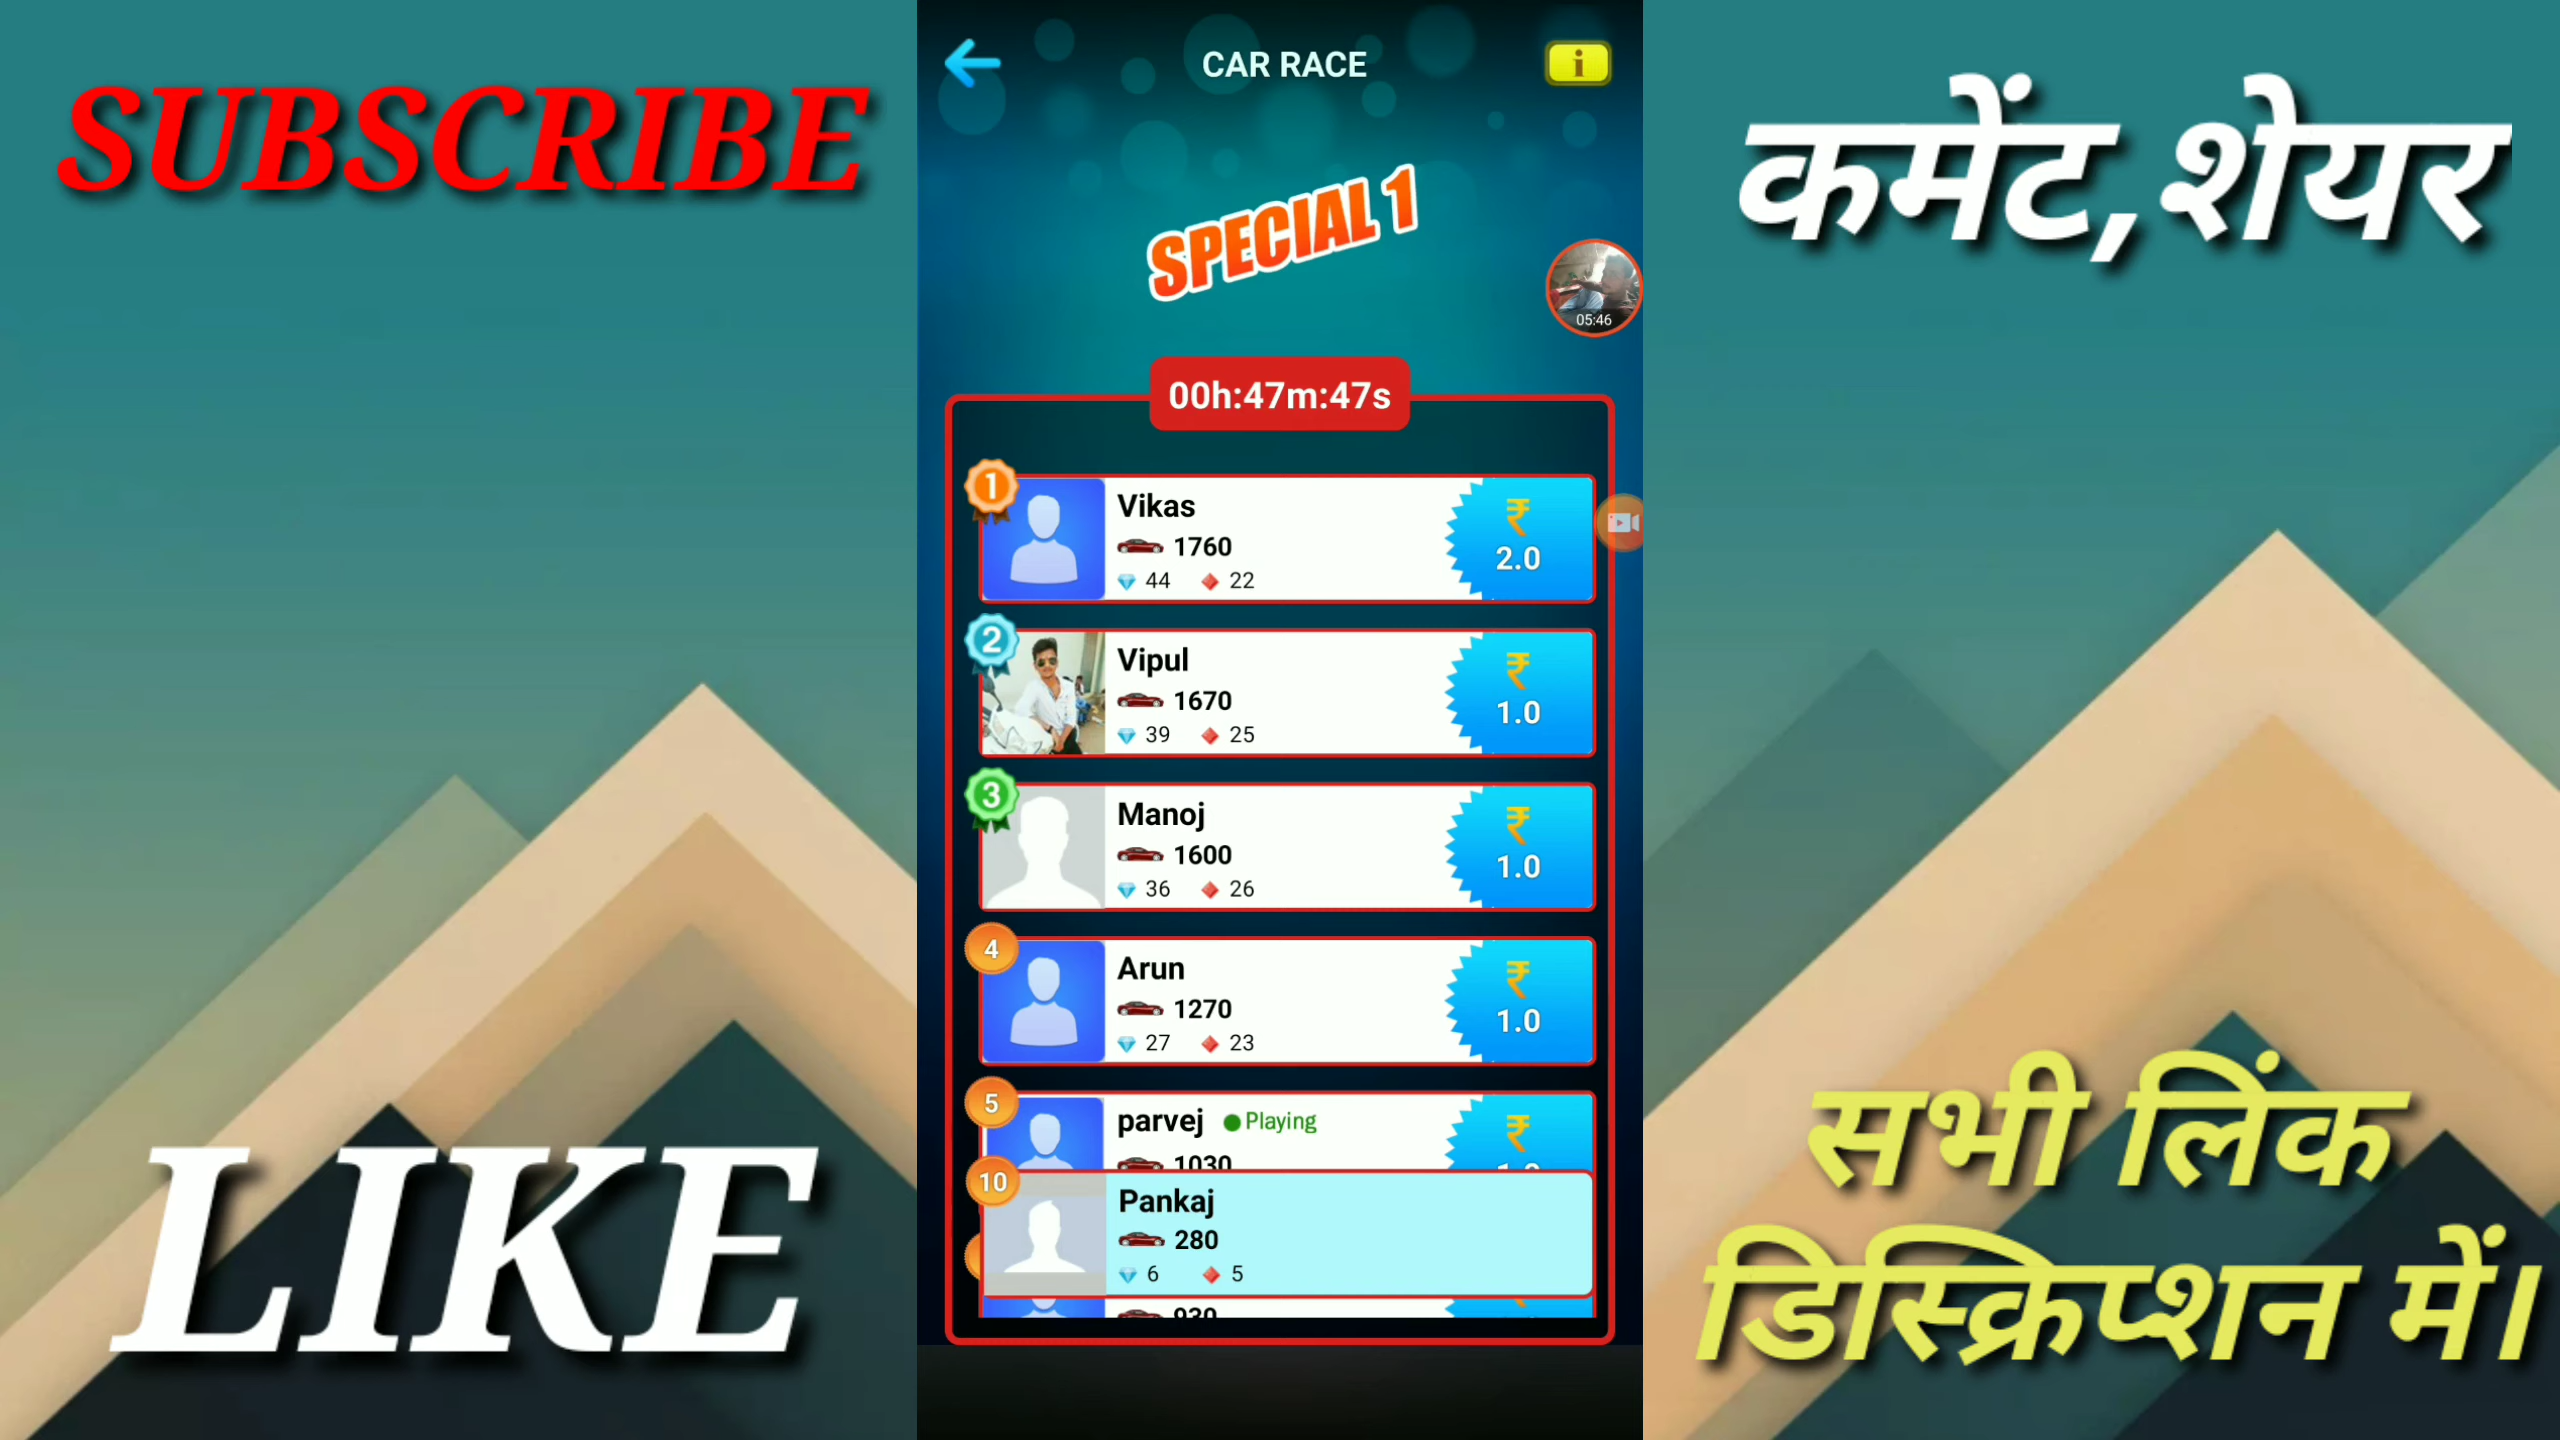 SUBSCRIBE
LIKE
CAR RACE
i
SPECIAL 1
05:46
00h:47m:47s
1
Vikas
1760
44 22
₹
2.0
2
Vipul
1670
39 25
₹
1.0
3
Manoj
1600
36 26
₹
1.0
4
Arun
1270
27 23
₹
1.0
5
parvej Playing
1030
₹
10
Pankaj
280
6 5
930
कमेंट,शेयर
सभी लिंक
डिस्क्रिप्शन में।